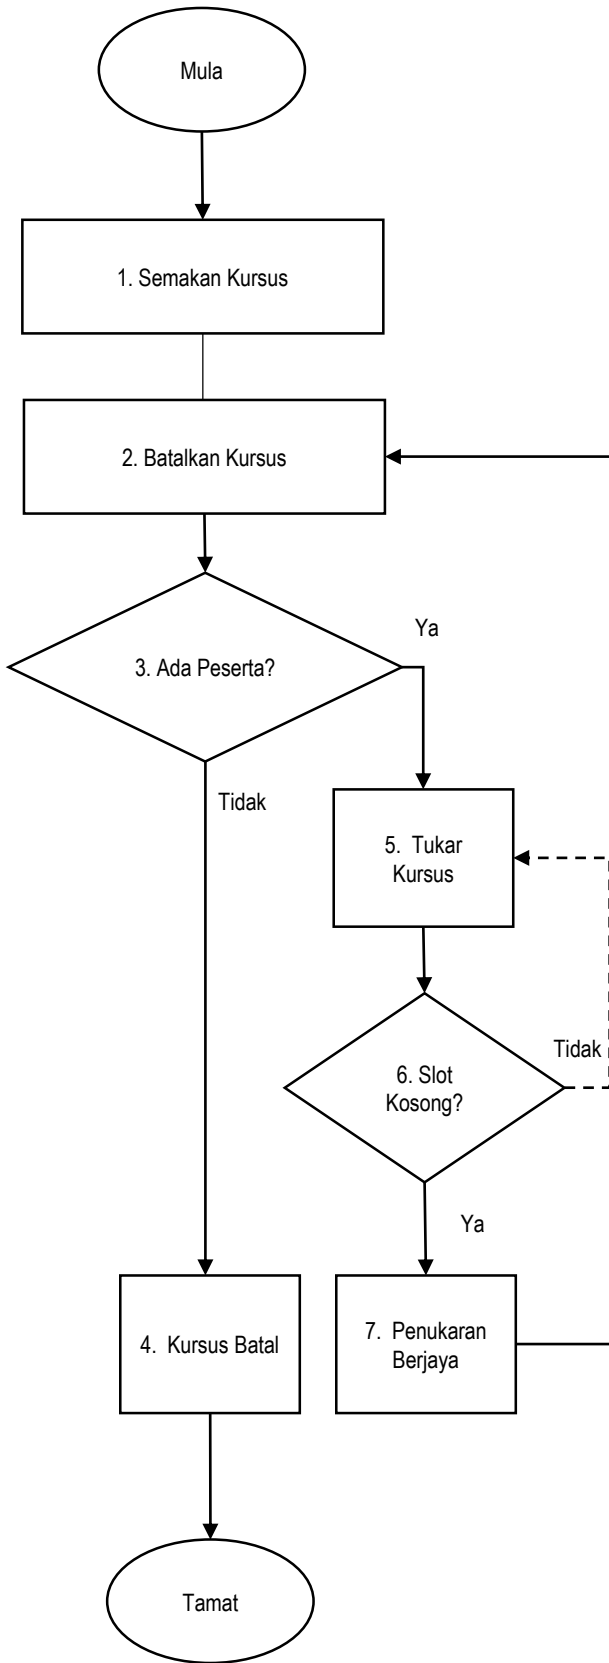 Mula
1. Semakan Kursus
2. Batalkan Kursus
Ya
3. Ada Peserta?
Tidak
5. Tukar
Kursus
Tidak
6. Slot
Kosong?
Ya
4. Kursus Batal
7. Penukaran
Berjaya
Tamat